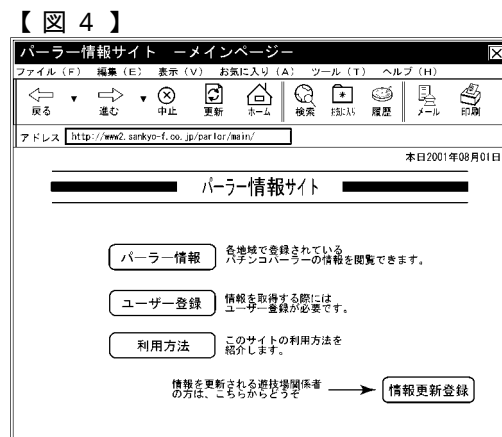 【図４】
パーラー情報サイト －メインページ－
ファイル（F） 編集（E） 表示（V） お気に入り（A） ツール（T） ヘルプ（H）
戻る 進む 中止 更新 ホーム 検索 お気に入り 履歴 メール 印刷
アドレス http://www2.sankyo-f.co.jp/parlor/main/
本日2001年08月01日
パーラー情報サイト
パーラー情報
各地域で登録されている
パチンコパーラーの情報を閲覧できます。
ユーザー登録
情報を取得する際には
ユーザー登録が必要です。
利用方法
このサイトの利用方法を
紹介します。
情報を更新される遊技場関係者
の方は、こちらからどうぞ
情報更新登録